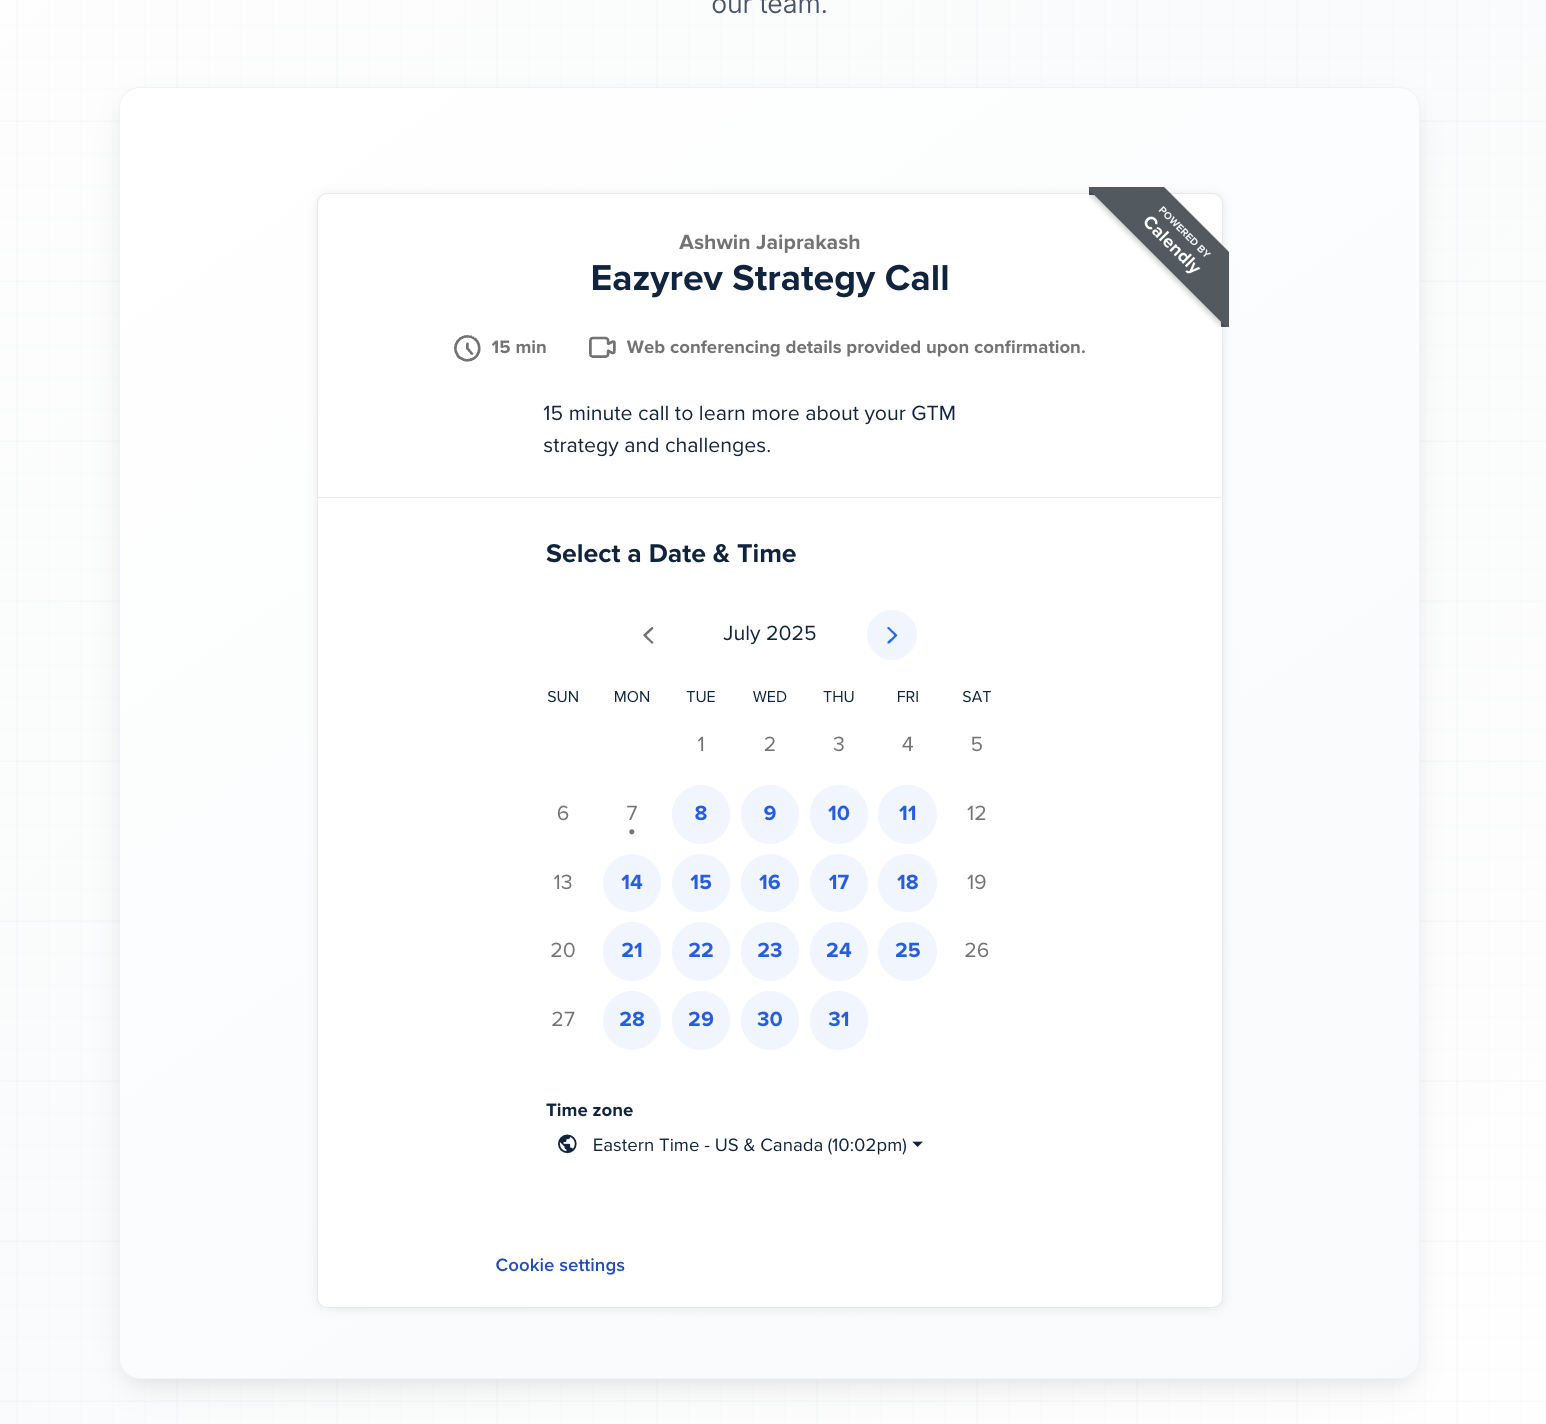 our team.
POWERED BY
Calendly
Ashwin Jaiprakash
Eazyrev Strategy Call
15 min Web conferencing details provided upon confirmation.
15 minute call to learn more about your GTM
strategy and challenges.
Select a Date & Time
July 2025
SUN MON TUE WED THU FRI SAT
1 2 3 4 5
6 7 8 9 10 11 12
13 14 15 16 17 18 19
20 21 22 23 24 25 26
27 28 29 30 31
Time zone
Eastern Time - US & Canada (10:02pm)
Cookie settings